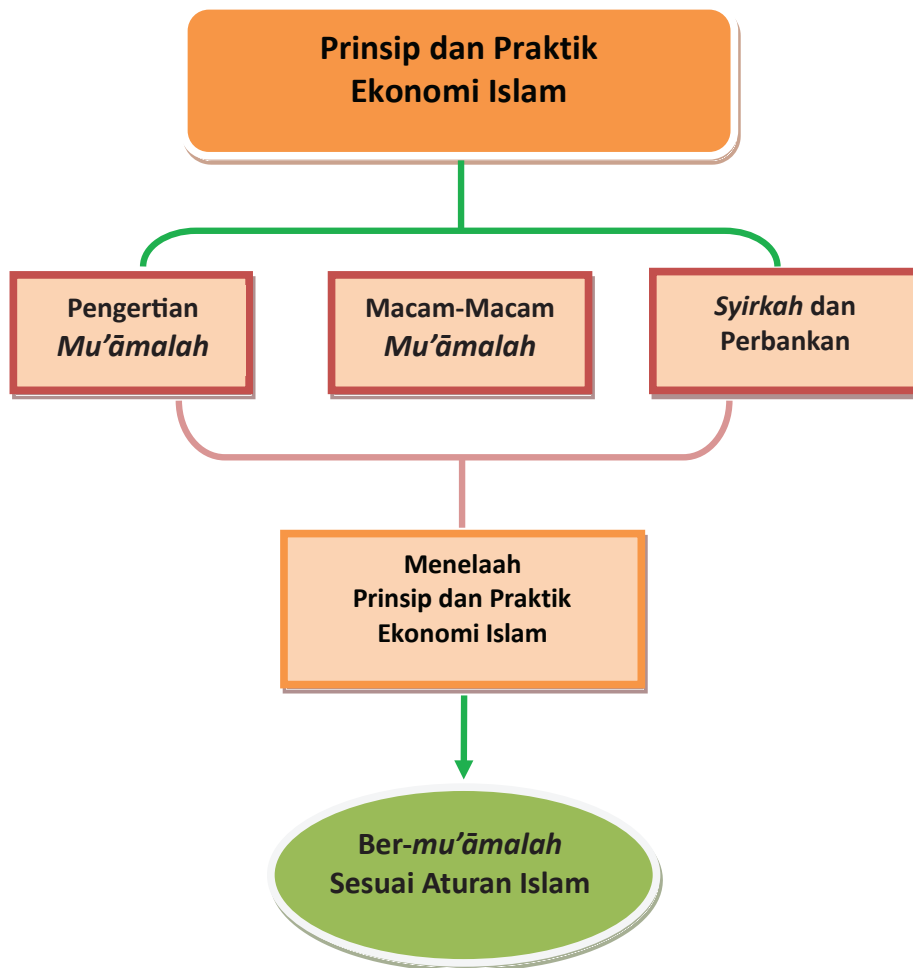 Prinsip dan Praktik
Ekonomi Islam
Pengertian
Mu’āmalah
Macam-Macam
Mu’āmalah
Syirkah dan
Perbankan
Menelaah
Prinsip dan Praktik
Ekonomi Islam
Ber-mu’āmalah
Sesuai Aturan Islam